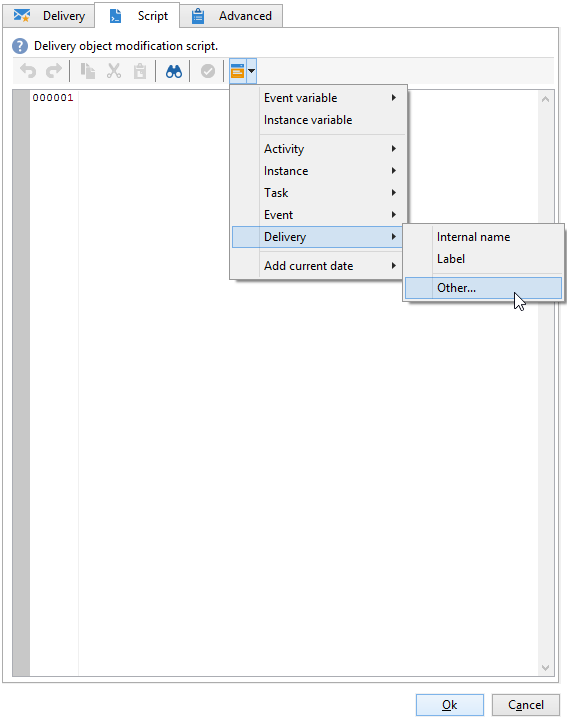 Delivery Script Advanced
Delivery object modification script.
000001
Event variable
Instance variable
Activity
Instance
Task
Event
Delivery
Internal name
Label
Add current date
Other...
Ok Cancel